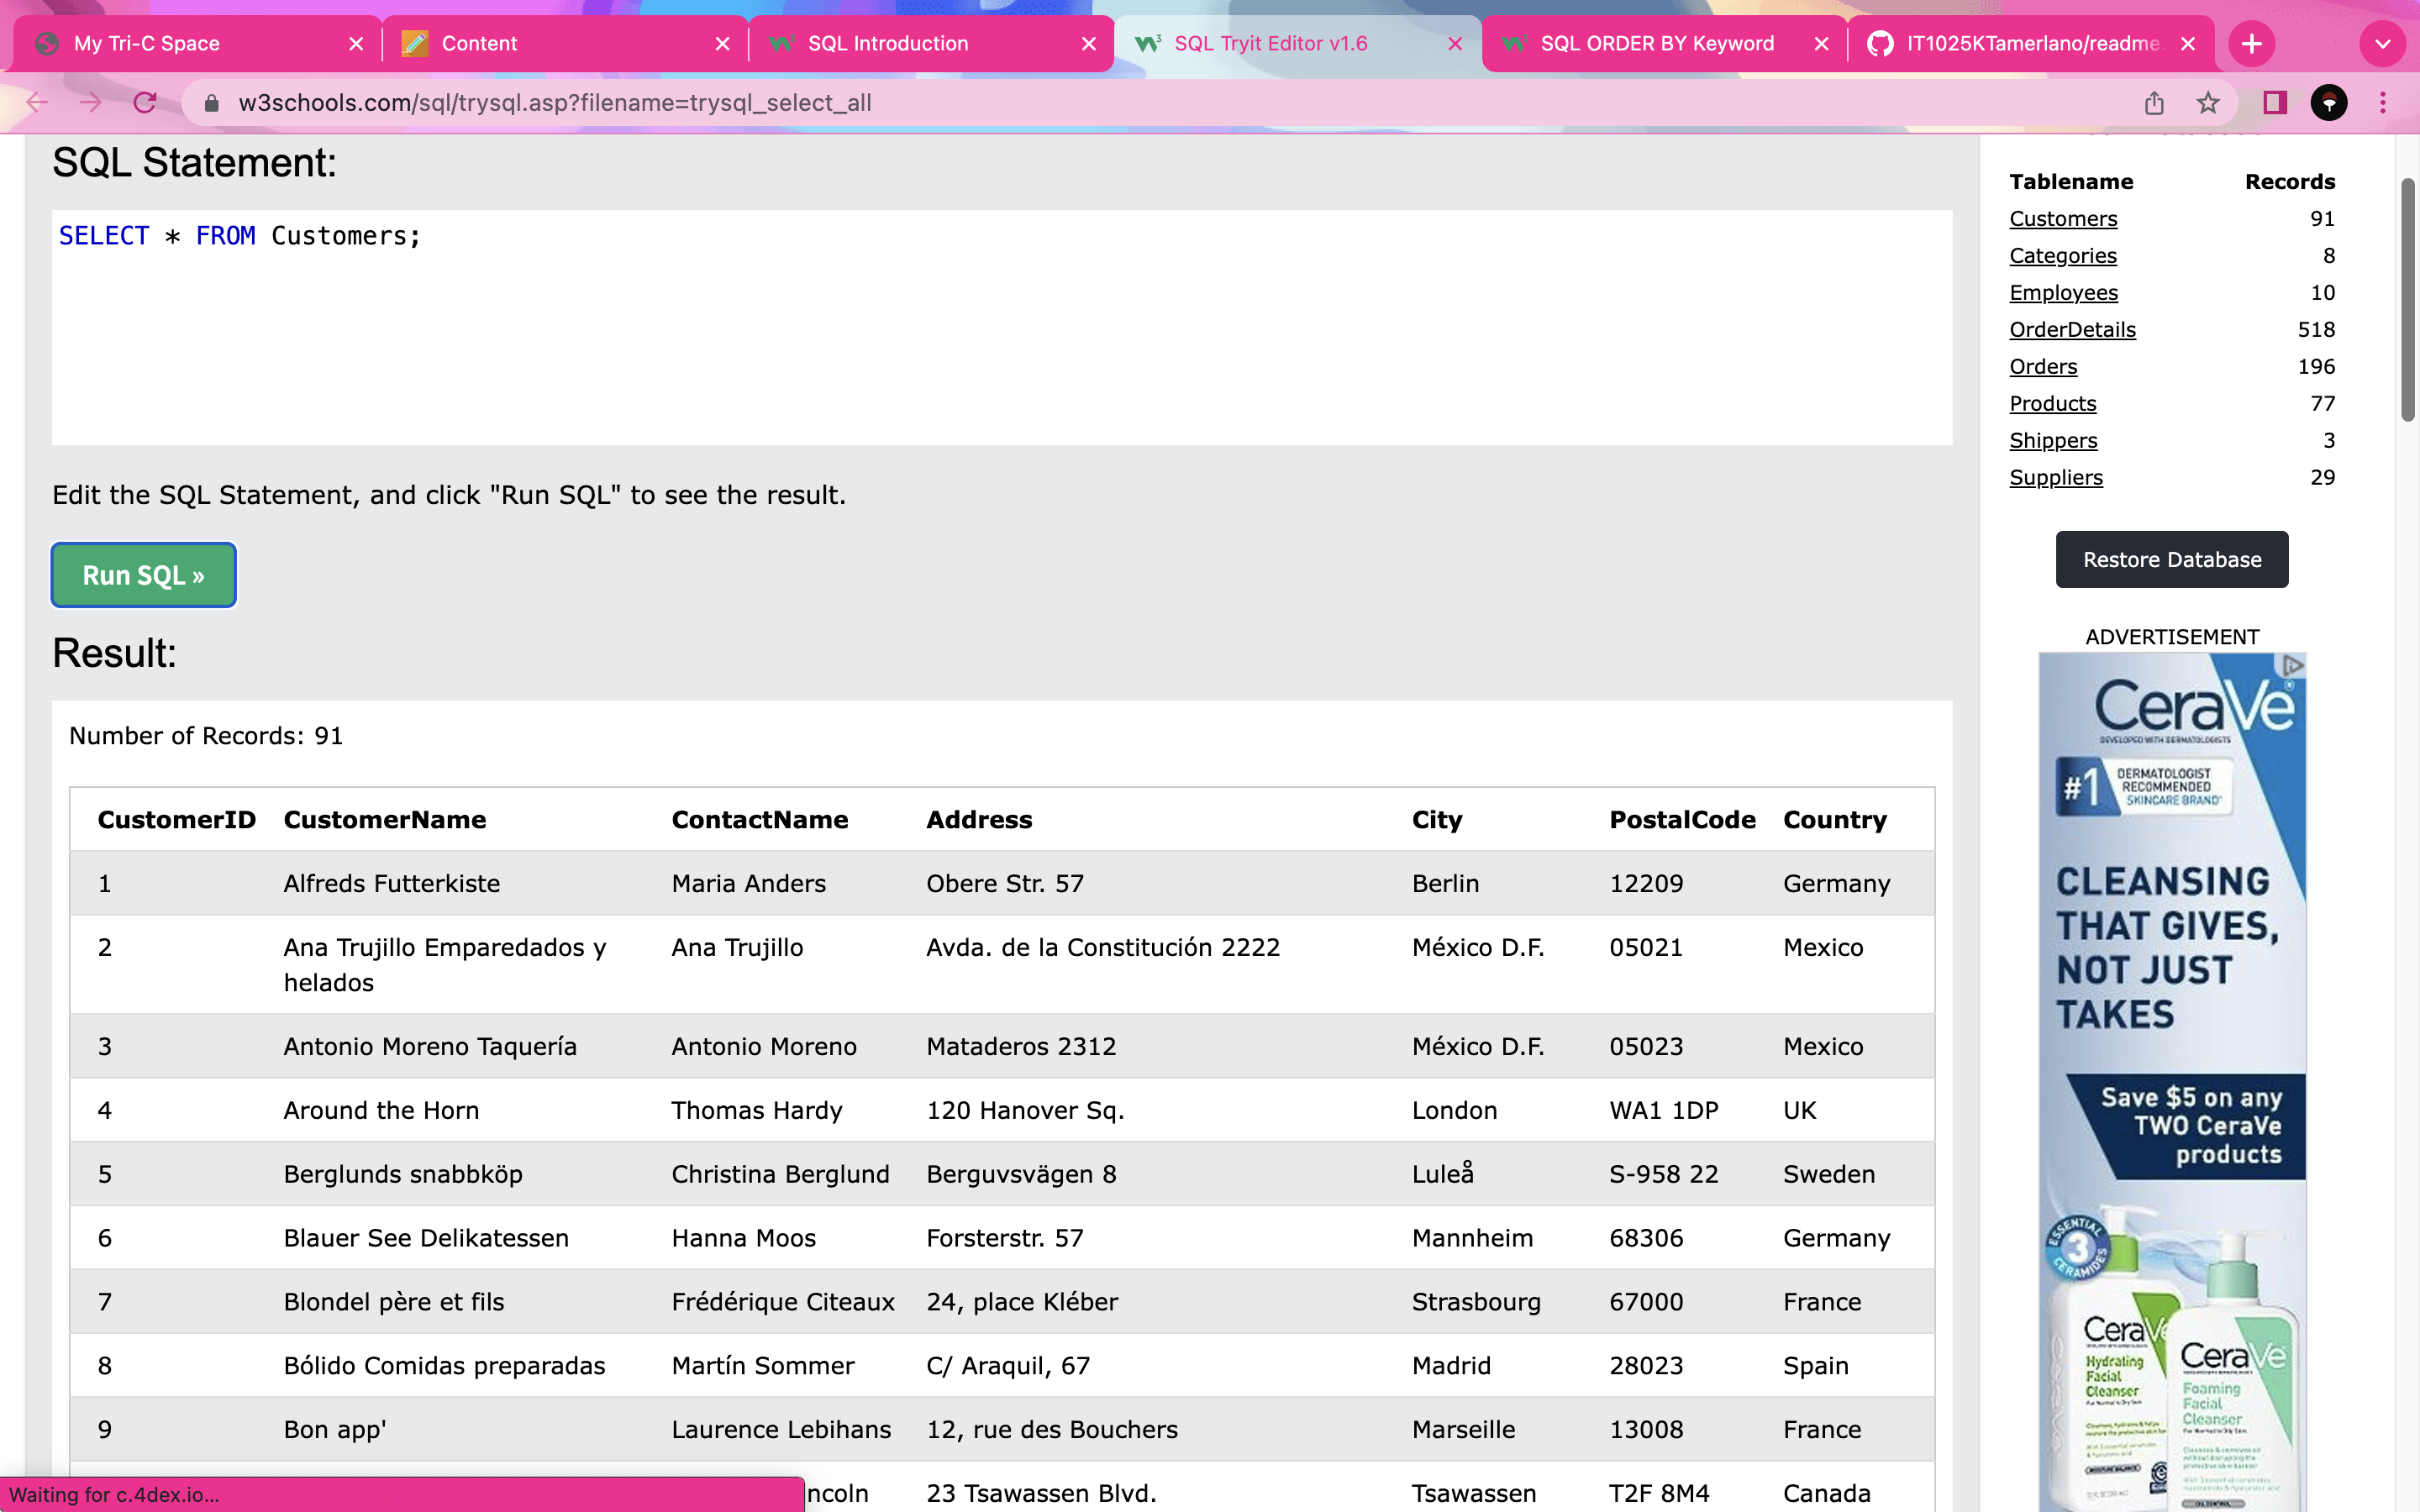 My Tri-C Space
Content
SQL Introduction
SQL Tryit Editor v1.6
SQL ORDER BY Keyword
IT1025KTamerlano/readme.
w3schools.com/sql/trysql.asp?filename=trysql_select_all
SQL Statement:
SELECT * FROM Customers;
Edit the SQL Statement, and click "Run SQL" to see the result.
Run SQL »
Result:
Number of Records: 91
CustomerID CustomerName ContactName Address City PostalCode Country
1 Alfreds Futterkiste Maria Anders Obere Str. 57 Berlin 12209 Germany
2 Ana Trujillo Emparedados y helados Ana Trujillo Avda. de la Constitución 2222 México D.F. 05021 Mexico
3 Antonio Moreno Taquería Antonio Moreno Mataderos 2312 México D.F. 05023 Mexico
4 Around the Horn Thomas Hardy 120 Hanover Sq. London WA1 1DP UK
5 Berglunds snabbköp Christina Berglund Berguvsvägen 8 Luleå S-958 22 Sweden
6 Blauer See Delikatessen Hanna Moos Forsterstr. 57 Mannheim 68306 Germany
7 Blondel père et fils Frédérique Citeaux 24, place Kléber Strasbourg 67000 France
8 Bólido Comidas preparadas Martín Sommer C/ Araquil, 67 Madrid 28023 Spain
9 Bon app' Laurence Lebihans 12, rue des Bouchers Marseille 13008 France
ncoln 23 Tsawassen Blvd. Tsawassen T2F 8M4 Canada
Waiting for c.4dex.io...
Tablename Records
Customers 91
Categories 8
Employees 10
OrderDetails 518
Orders 196
Products 77
Shippers 3
Suppliers 29
Restore Database
ADVERTISEMENT
CeraVe
DEVELOPED WITH DERMATOLOGISTS
#1 DERMATOLOGIST
RECOMMENDED
SKINCARE BRAND*
CLEANSING
THAT GIVES,
NOT JUST
TAKES
Save $5 on any
TWO CeraVe
products
ESSENTIAL
3
CERAMIDES
CeraVe
Hydrating
Facial
Cleanser
CeraVe
Foaming
Facial
Cleanser